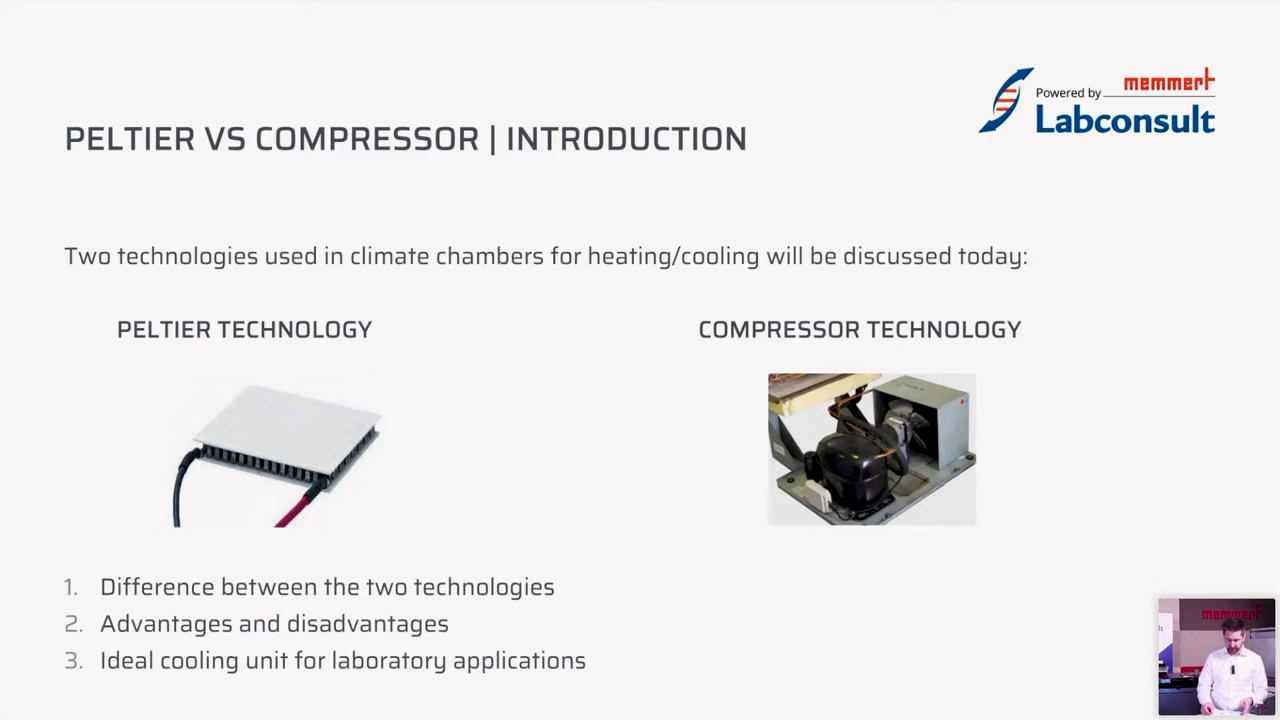 Powered by memmert
Labconsult
PELTIER VS COMPRESSOR | INTRODUCTION
Two technologies used in climate chambers for heating/cooling will be discussed today:
PELTIER TECHNOLOGY
COMPRESSOR TECHNOLOGY
1. Difference between the two technologies
2. Advantages and disadvantages
3. Ideal cooling unit for laboratory applications
memmert